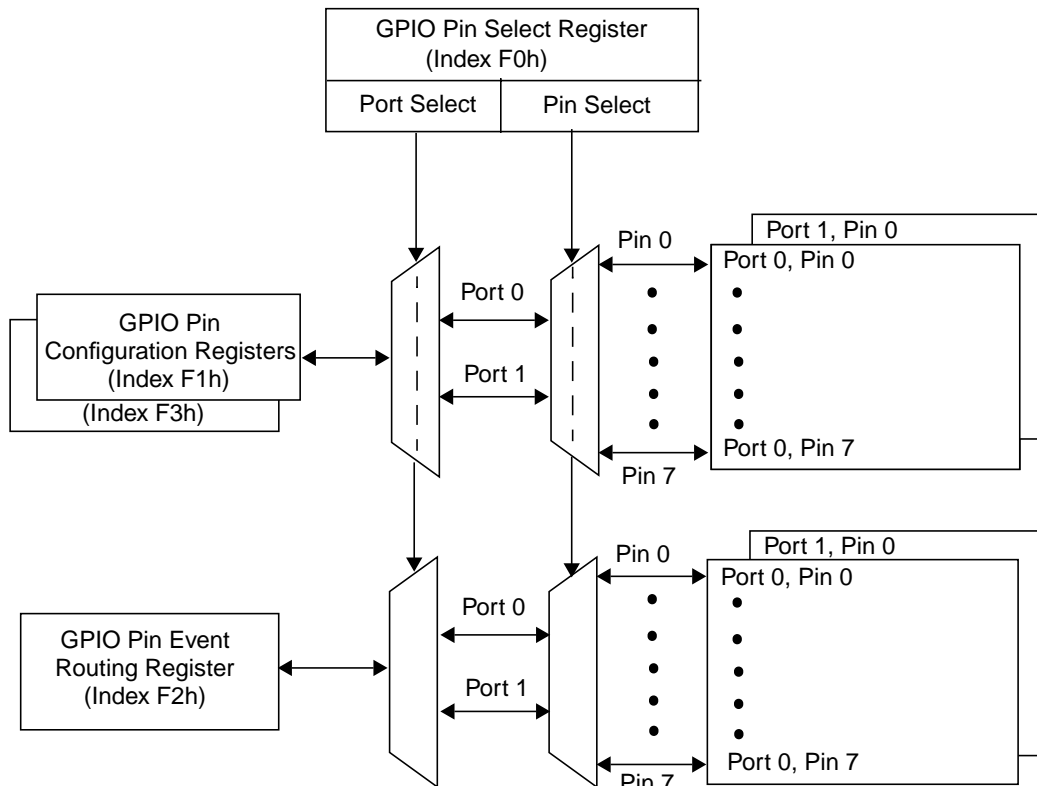 GPIO Pin Select Register
(Index F0h)
Port Select
Pin Select
Pin 0
Port 1, Pin 0
Port 0, Pin 0
Port 0
GPIO Pin
Configuration Registers
(Index F1h)
(Index F3h)
Port 1
Port 0, Pin 7
Pin 7
Pin 0
Port 1, Pin 0
Port 0, Pin 0
Port 0
GPIO Pin Event
Routing Register
(Index F2h)
Port 1
Port 0, Pin 7
Pin 7